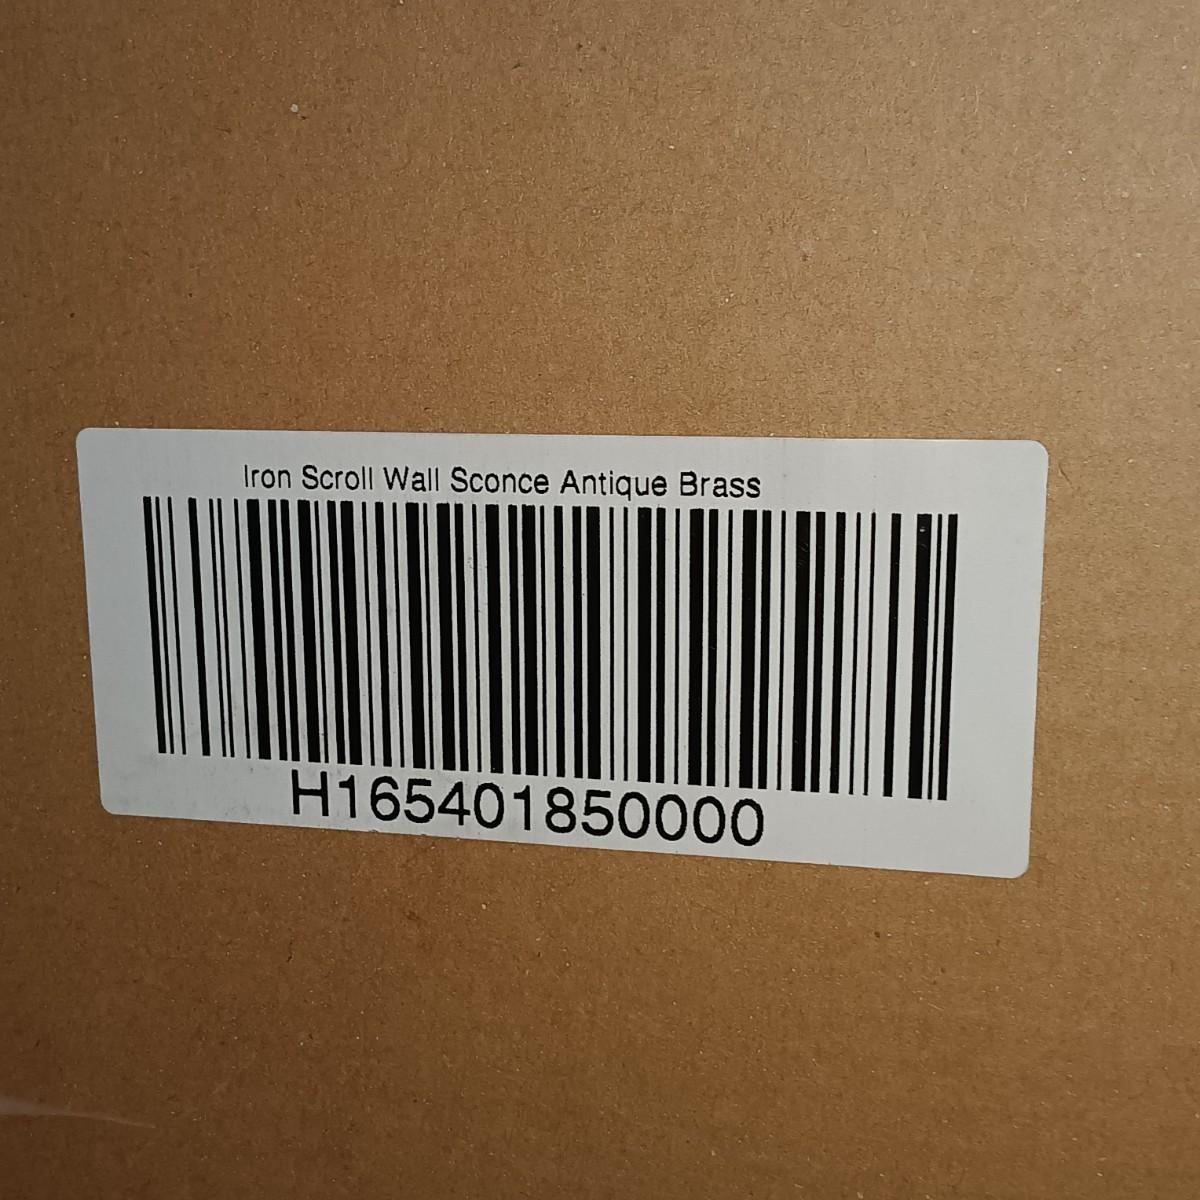 Iron Scroll Wall Sconce Antique Brass
H165401850000